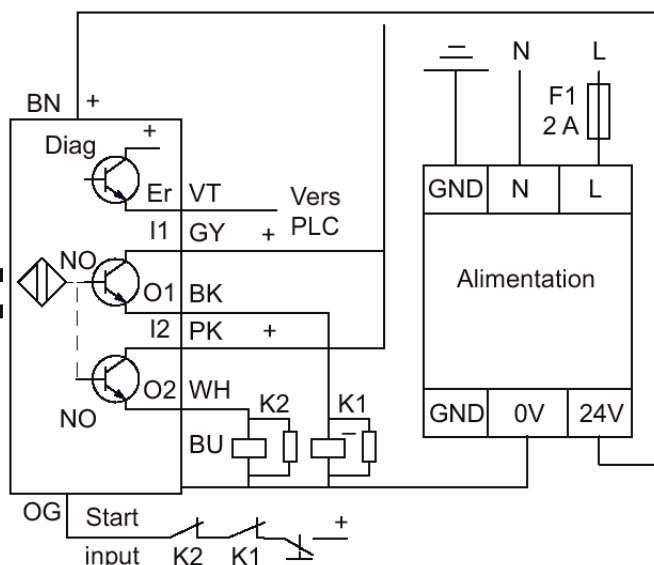 BN +
N L
F1
2 A
Diag +
Er VT
Vers
PLC
I1 GY +
GND N L
NO
O1 BK
Alimentation
I2 PK +
NO
O2 WH
K2 K1
GND 0V 24V
BU −
OG Start
input K2 K1 +